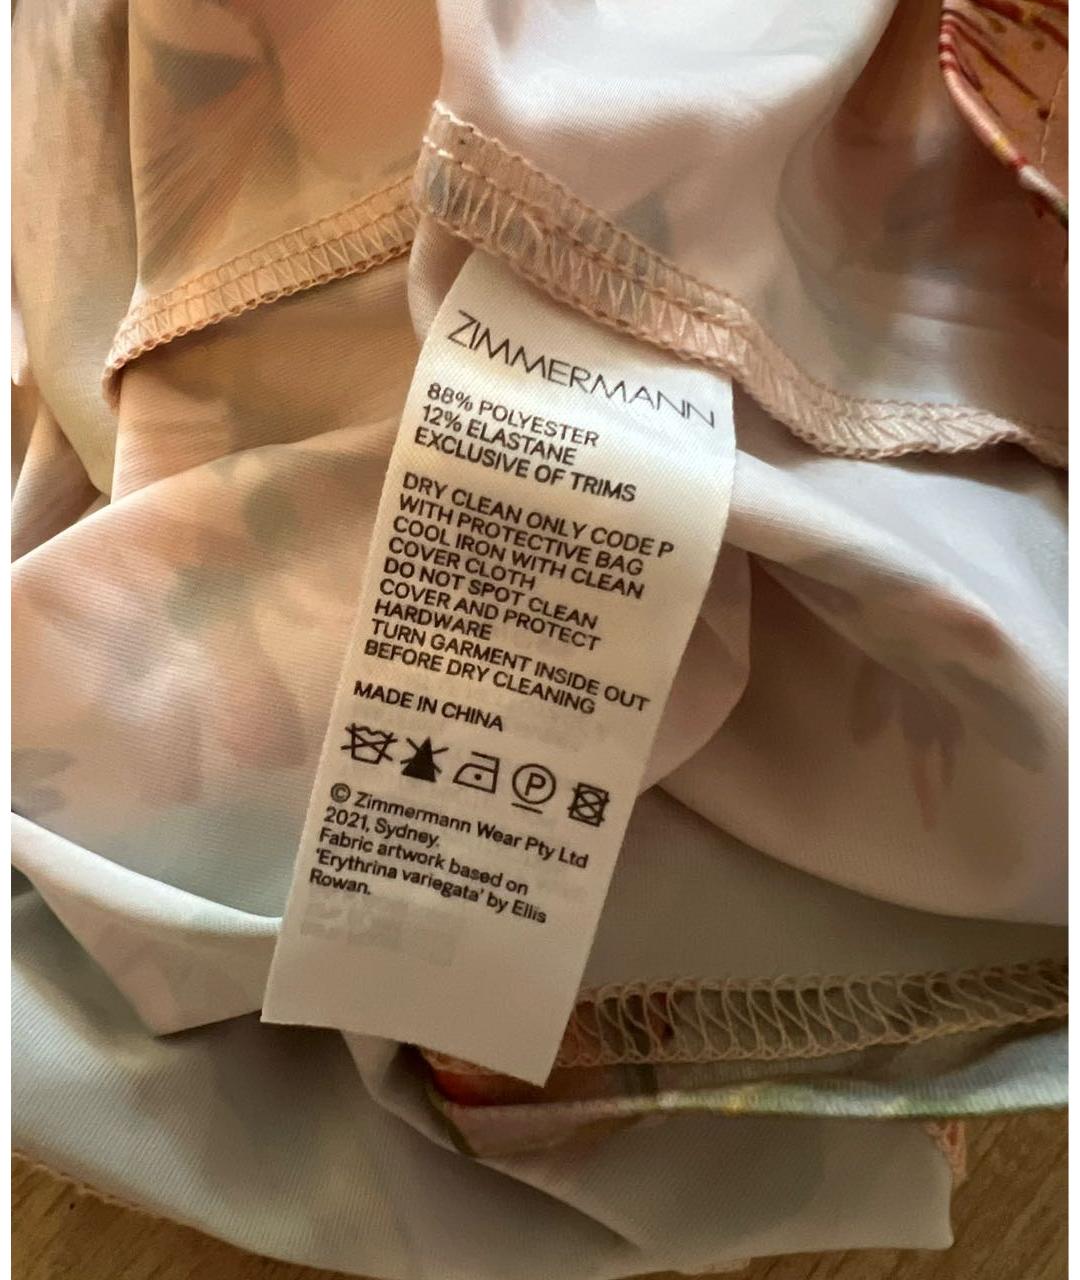 ZIMMERMANN
88% POLYESTER
12% ELASTANE
EXCLUSIVE OF TRIMS
DRY CLEAN ONLY CODE P
WITH PROTECTIVE BAG
COOL IRON WITH CLEAN
COVER CLOTH
DO NOT SPOT CLEAN
COVER AND PROTECT
HARDWARE
TURN GARMENT INSIDE OUT
BEFORE DRY CLEANING
MADE IN CHINA
P
© Zimmermann Wear Pty Ltd
2021, Sydney.
Fabric artwork based on
'Erythrina variegata' by Ellis
Rowan.